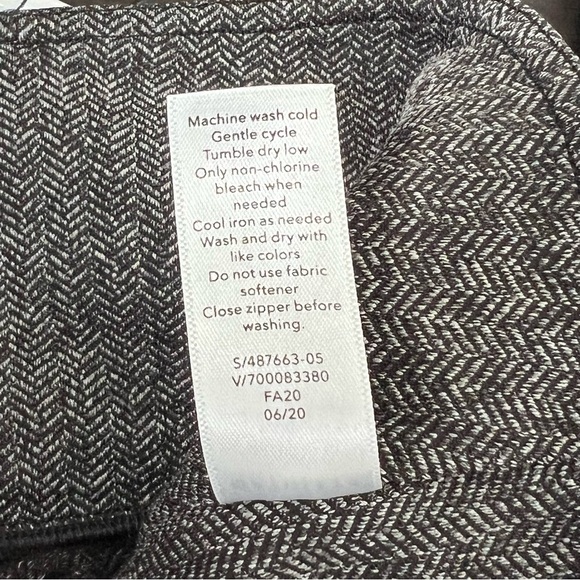 Machine wash cold
Gentle cycle
Tumble dry low
Only non-chlorine
bleach when
needed
Cool iron as needed
Wash and dry with
like colors
Do not use fabric
softener
Close zipper before
washing.
S/487663-05
V/700083380
FA20
06/20